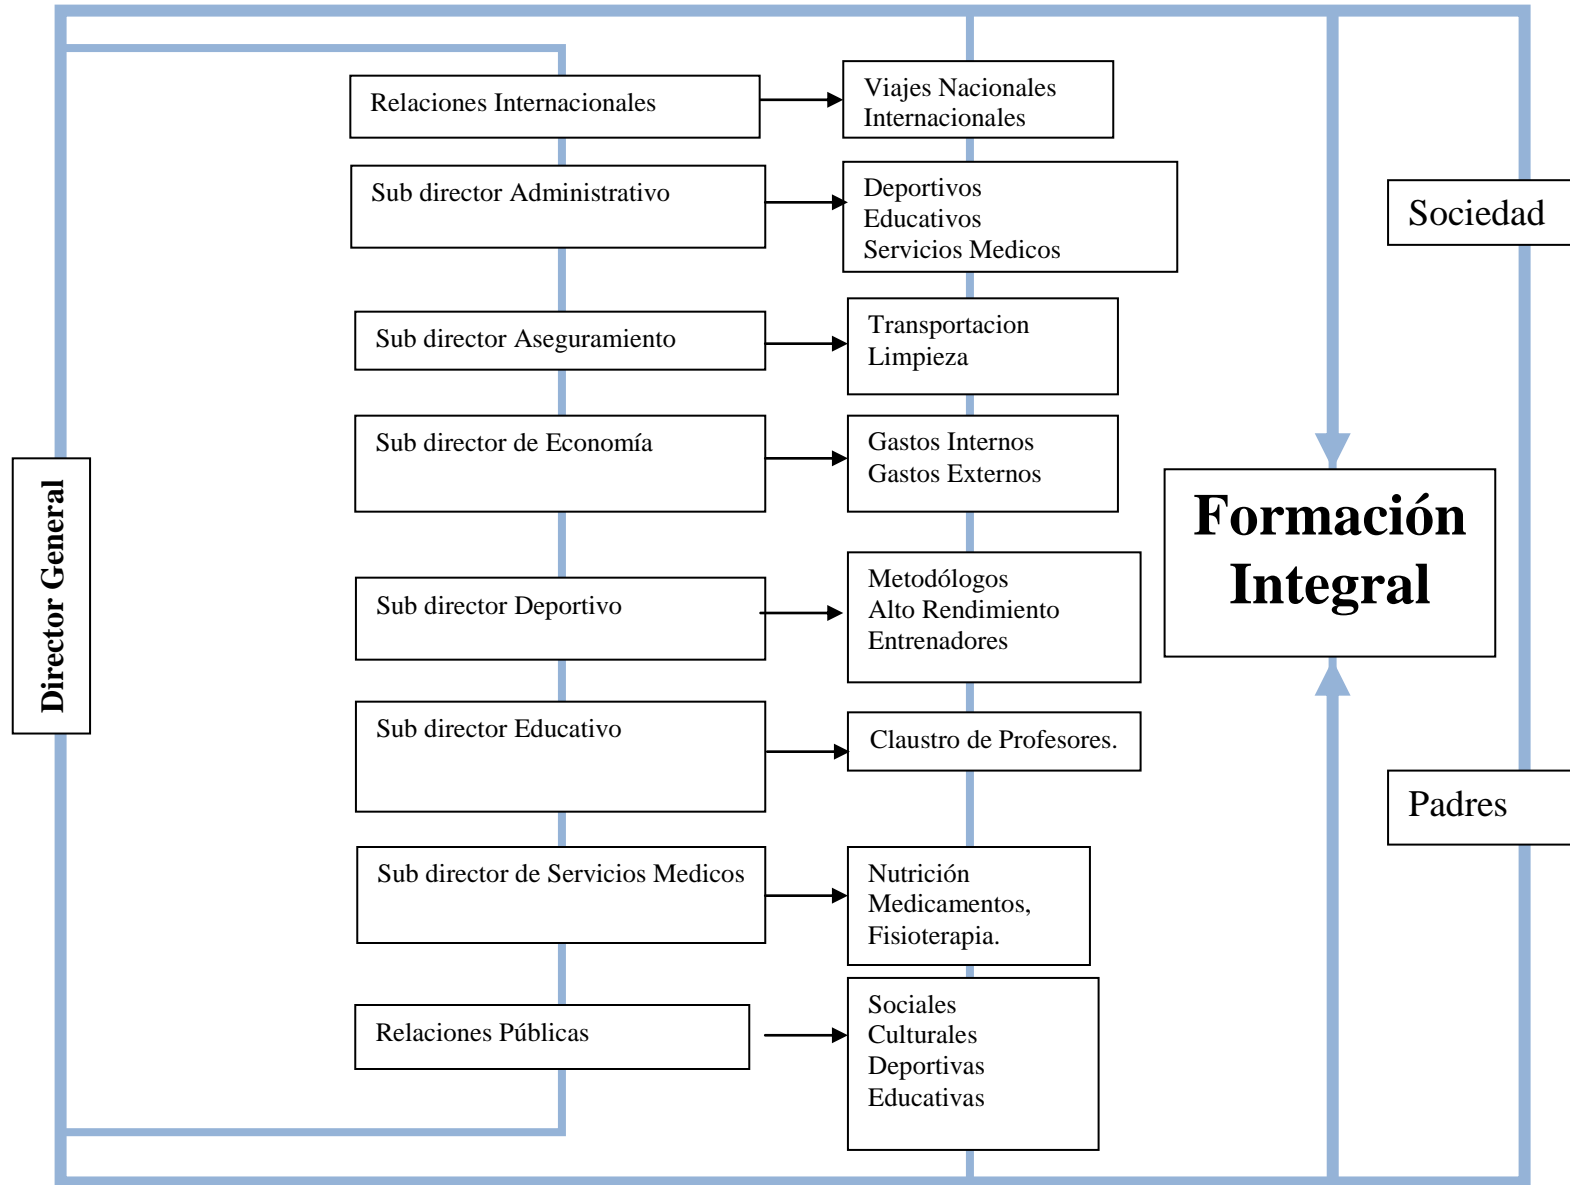 Relaciones Internacionales
Viajes Nacionales
Internacionales
Sub director Administrativo
Deportivos
Educativos
Servicios Medicos
Sociedad
Sub director Aseguramiento
Transportacion
Limpieza
Sub director de Economía
Gastos Internos
Gastos Externos
Director General
Formación
Integral
Sub director Deportivo
Metodólogos
Alto Rendimiento
Entrenadores
Sub director Educativo
Claustro de Profesores.
Padres
Sub director de Servicios Medicos
Nutrición
Medicamentos,
Fisioterapia.
Relaciones Públicas
Sociales
Culturales
Deportivas
Educativas